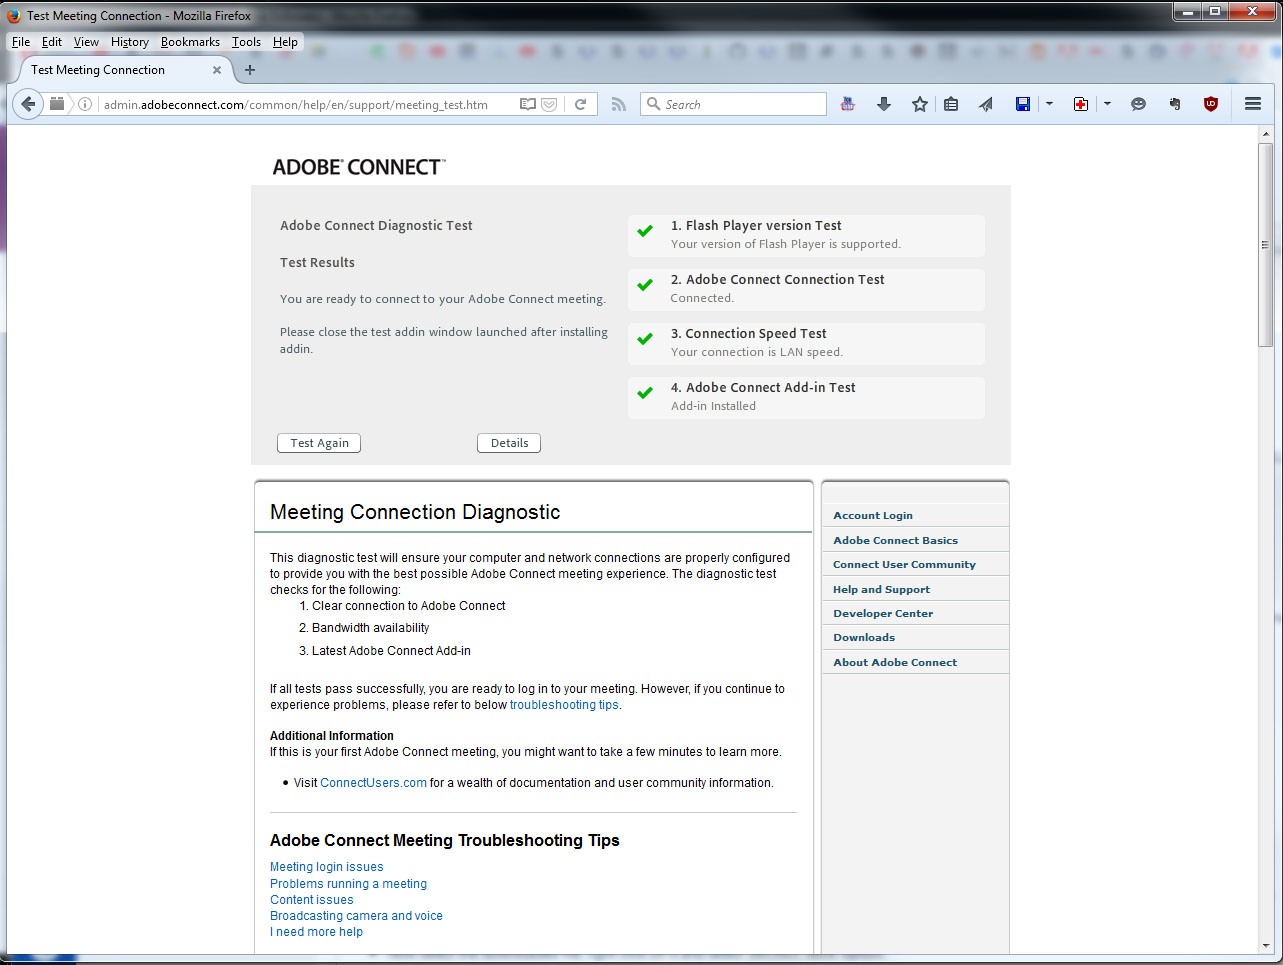 Test Meeting Connection - Mozilla Firefox
File Edit View History Bookmarks Tools Help
Test Meeting Connection
admin.adobeconnect.com/common/help/en/support/meeting_test.htm
Search
ADOBE® CONNECT™
Adobe Connect Diagnostic Test
Test Results
You are ready to connect to your Adobe Connect meeting.
Please close the test addin window launched after installing
addin.
1. Flash Player version Test
Your version of Flash Player is supported.
2. Adobe Connect Connection Test
Connected.
3. Connection Speed Test
Your connection is LAN speed.
4. Adobe Connect Add-in Test
Add-in Installed
Test Again
Details
Meeting Connection Diagnostic
This diagnostic test will ensure your computer and network connections are properly configured
to provide you with the best possible Adobe Connect meeting experience. The diagnostic test
checks for the following:
1. Clear connection to Adobe Connect
2. Bandwidth availability
3. Latest Adobe Connect Add-in
If all tests pass successfully, you are ready to log in to your meeting. However, if you continue to
experience problems, please refer to below troubleshooting tips.
Additional Information
If this is your first Adobe Connect meeting, you might want to take a few minutes to learn more.
• Visit ConnectUsers.com for a wealth of documentation and user community information.
Adobe Connect Meeting Troubleshooting Tips
Meeting login issues
Problems running a meeting
Content issues
Broadcasting camera and voice
I need more help
Account Login
Adobe Connect Basics
Connect User Community
Help and Support
Developer Center
Downloads
About Adobe Connect